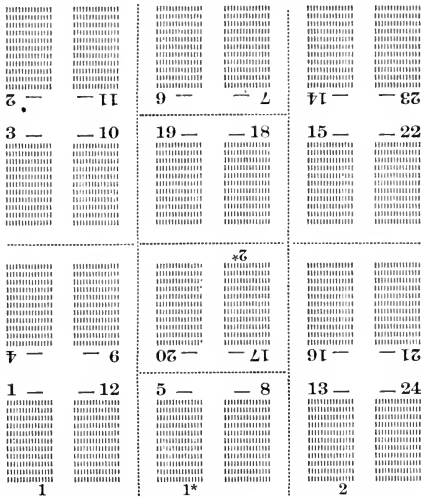 2 — — 11 6 — — 7 14 — — 23
3 — — 10 19 — — 18 15 — — 22
2*
4 — — 9 20 — — 17 16 — — 21
1 — — 12 5 — — 8 13 — — 24
1 1* 2